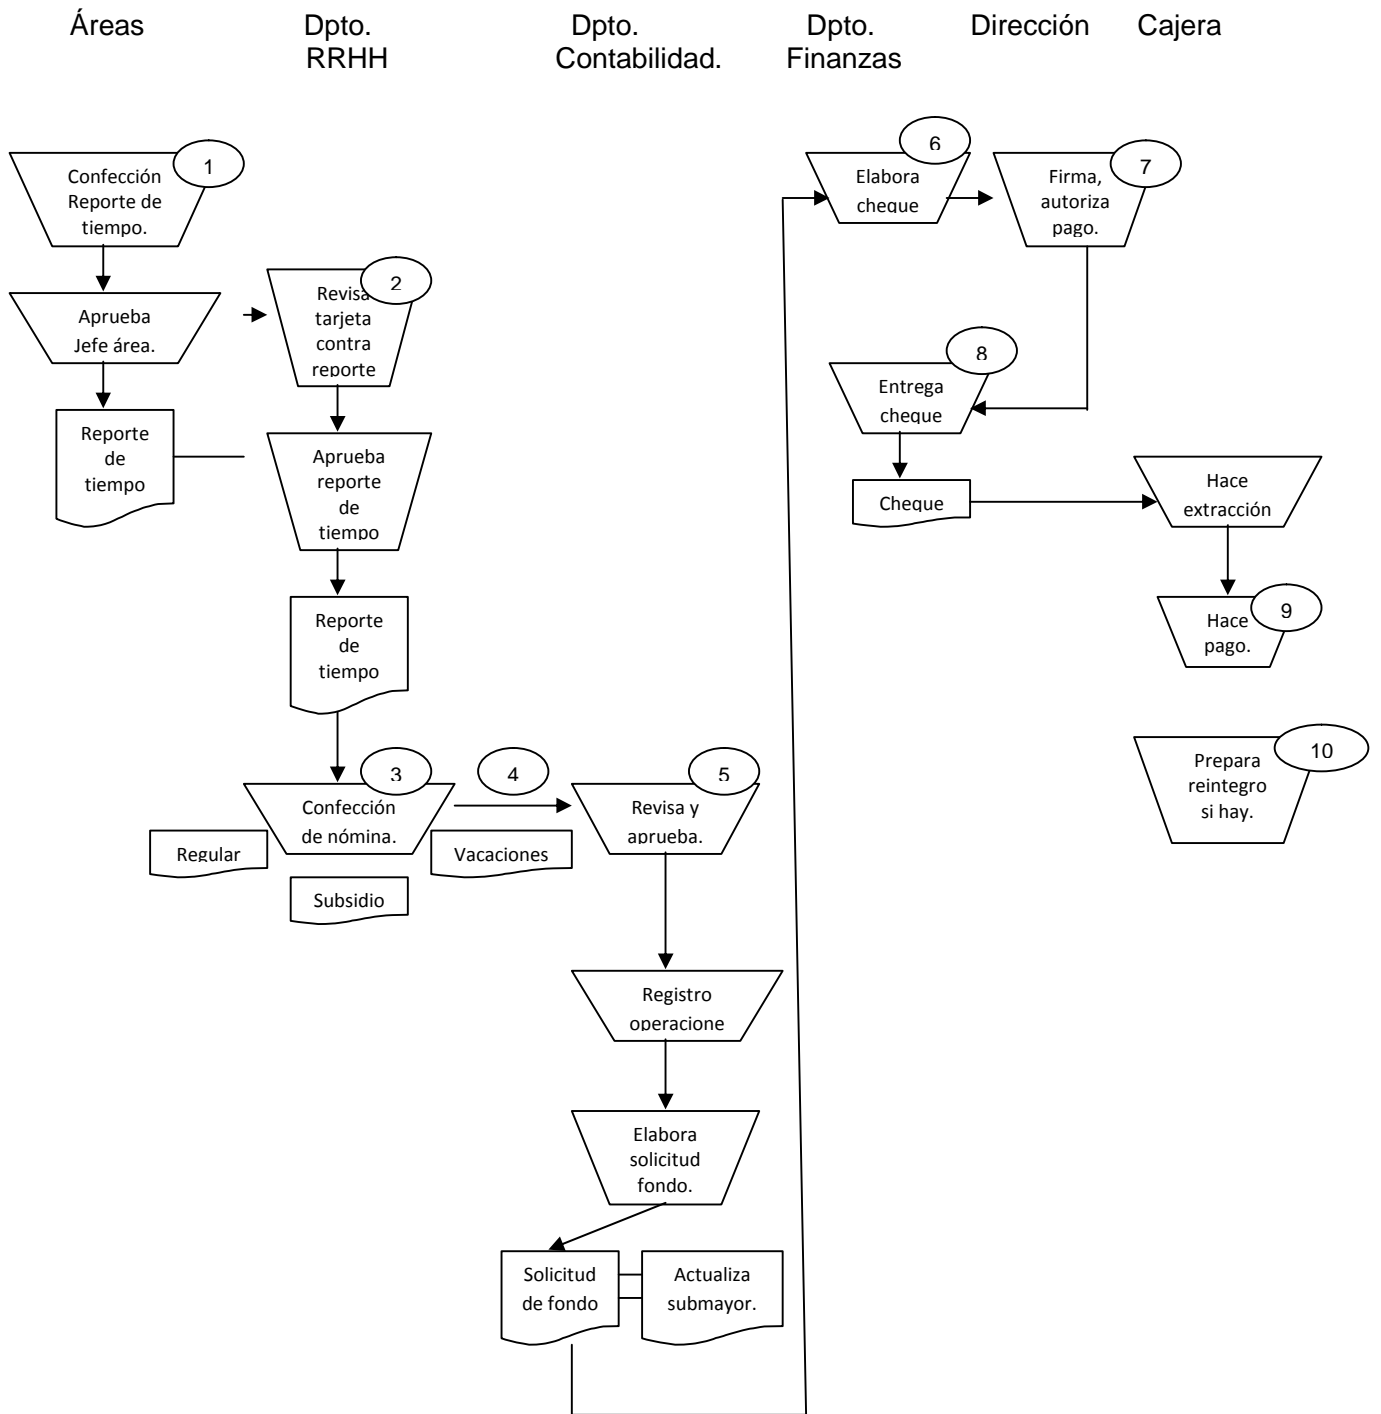 Áreas
Dpto.
RRHH
Dpto.
Contabilidad.
Dpto.
Finanzas
Dirección
Cajera
1
Confección
Reporte de
tiempo.
Aprueba
Jefe área.
Reporte
de
tiempo
2
Revisa
tarjeta
contra
reporte
Aprueba
reporte
de
tiempo
Reporte
de
tiempo
3
Confección
de nómina.
Regular
Subsidio
Vacaciones
4
5
Revisa y
aprueba.
Registro
operacione
Elabora
solicitud
fondo.
Solicitud
de fondo
Actualiza
submayor.
6
Elabora
cheque
7
Firma,
autoriza
pago.
8
Entrega
cheque
Cheque
Hace
extracción
9
Hace
pago.
10
Prepara
reintegro
si hay.